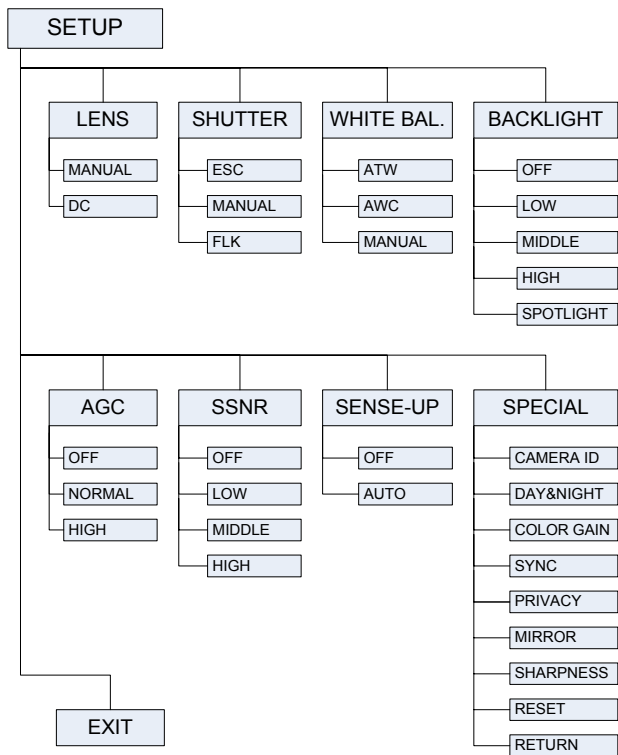 SETUP
LENS
MANUAL
DC
SHUTTER
ESC
MANUAL
FLK
WHITE BAL.
ATW
AWC
MANUAL
BACKLIGHT
OFF
LOW
MIDDLE
HIGH
SPOTLIGHT
AGC
OFF
NORMAL
HIGH
SSNR
OFF
LOW
MIDDLE
HIGH
SENSE-UP
OFF
AUTO
SPECIAL
CAMERA ID
DAY&NIGHT
COLOR GAIN
SYNC
PRIVACY
MIRROR
SHARPNESS
RESET
RETURN
EXIT